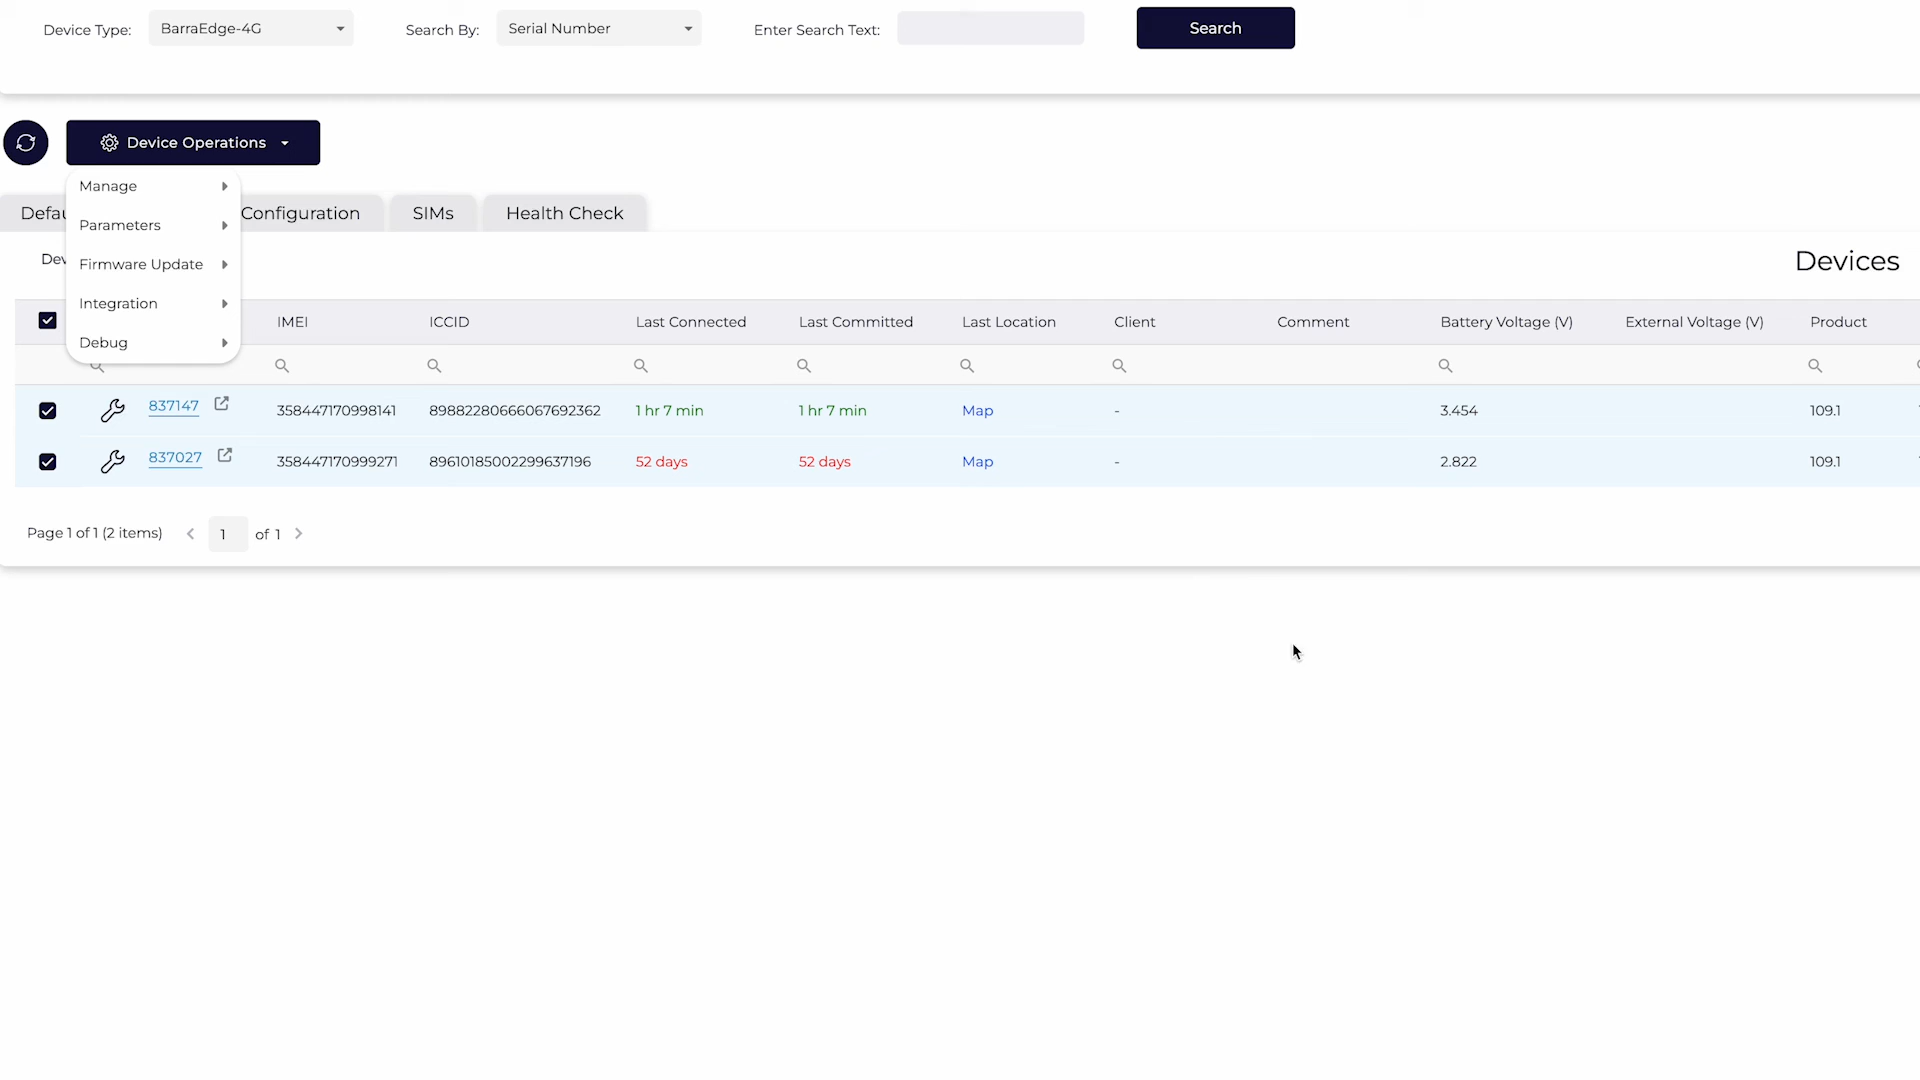 Device Type: BarraEdge-4G Search By: Serial Number Enter Search Text: Search
Device Operations
Manage
Parameters
Firmware Update
Integration
Debug
Configuration SIMs Health Check
Devices
IMEI ICCID Last Connected Last Committed Last Location Client Comment Battery Voltage (V) External Voltage (V) Product
837147 358447170998141 89882280666067692362 1 hr 7 min 1 hr 7 min Map - 3.454 109.1
837027 358447170999271 89610185002299637196 52 days 52 days Map - 2.822 109.1
Page 1 of 1 (2 items) 1 of 1